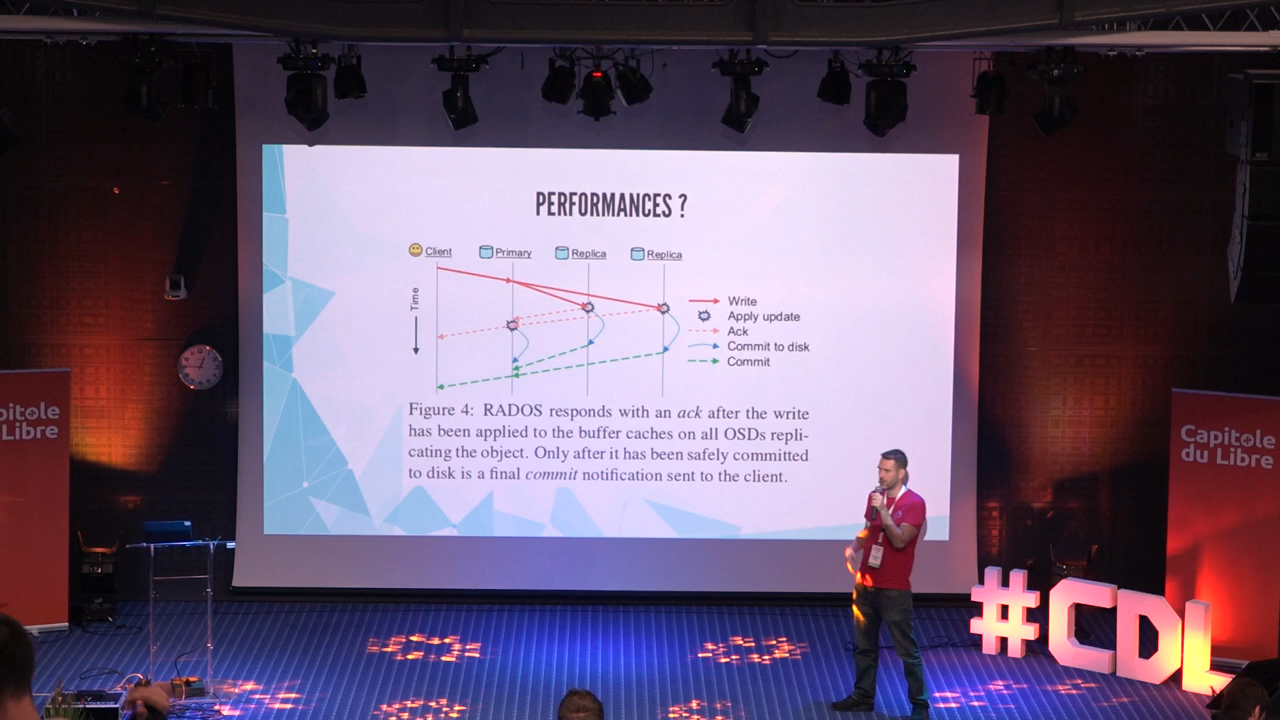 PERFORMANCES ?
Client Primary Replica Replica
Time
Write
Apply update
Ack
Commit to disk
Commit
Figure 4: RADOS responds with an ack after the write
has been applied to the buffer caches on all OSDs repli-
cating the object. Only after it has been safely committed
to disk is a final commit notification sent to the client.
pitole
Libre
Capitole
du Libre
#CDL